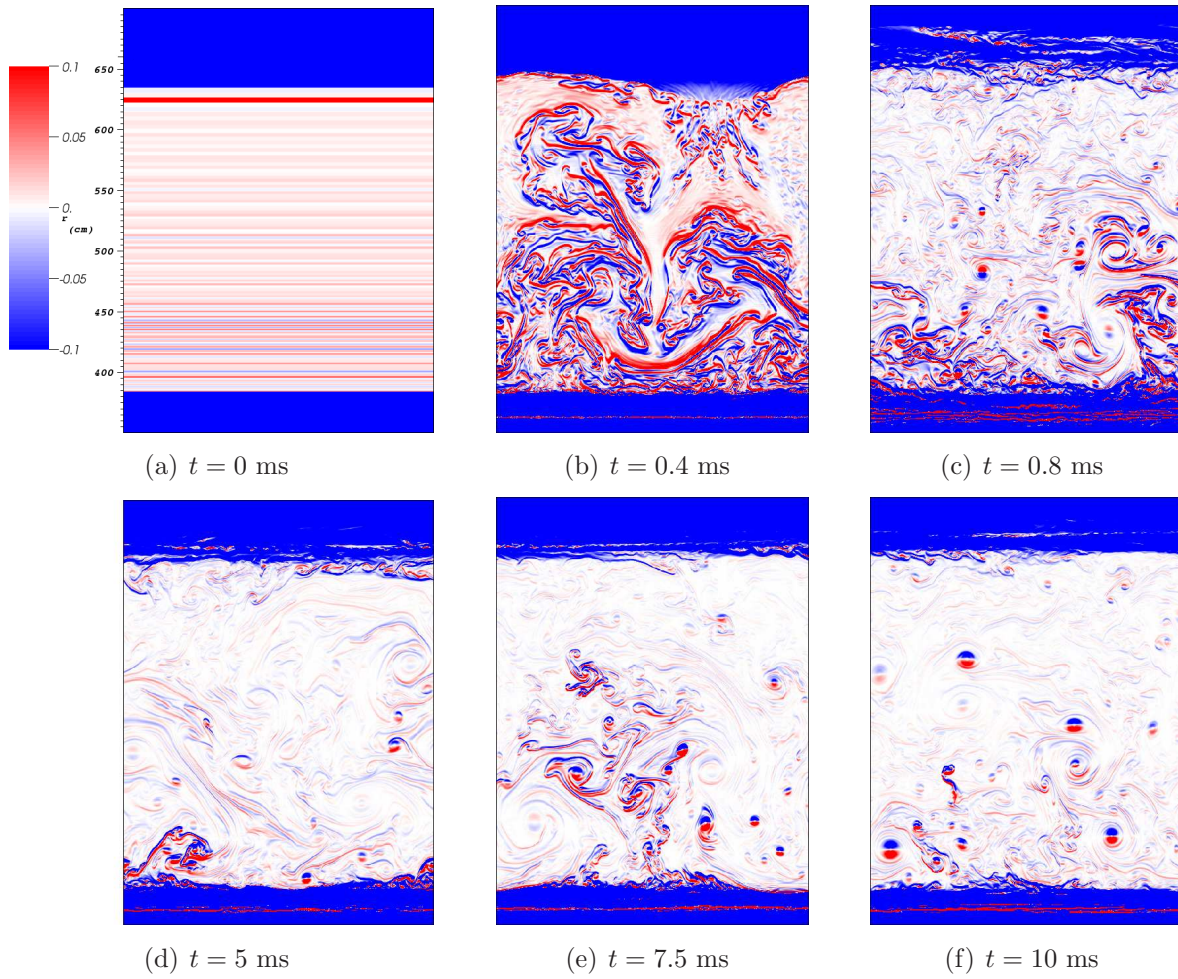 0.1
0.05
0.
-0.05
-0.1
r
(cm)
650
600
550
500
450
400
(a) t = 0 ms
(b) t = 0.4 ms
(c) t = 0.8 ms
(d) t = 5 ms
(e) t = 7.5 ms
(f) t = 10 ms